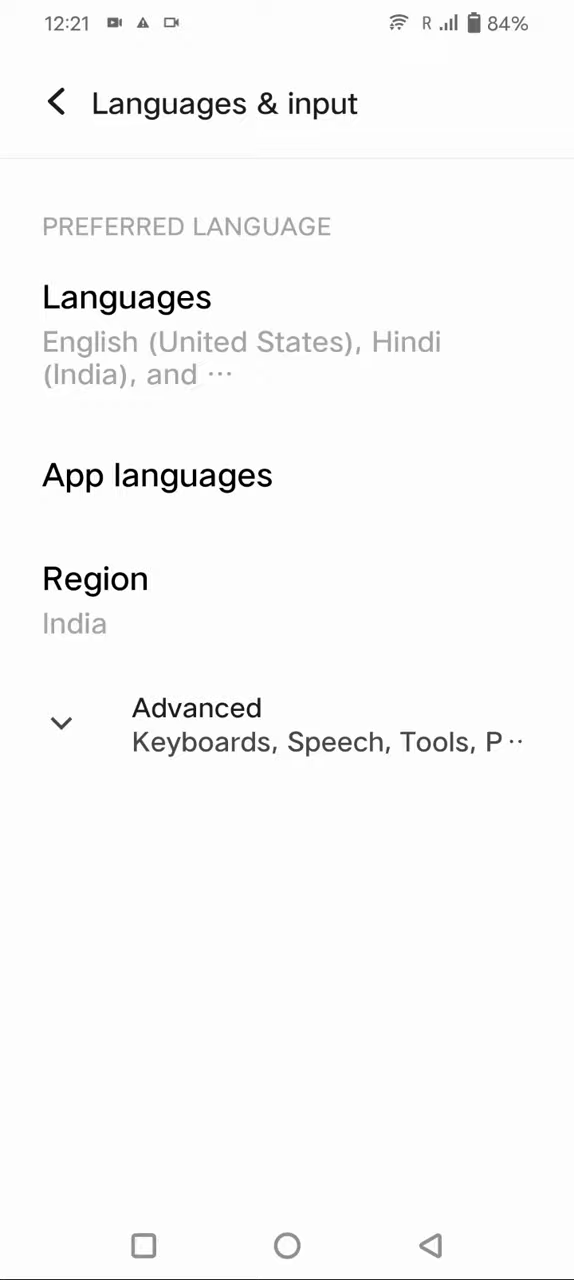 12:21 R 84%
Languages & input
PREFERRED LANGUAGE
Languages
English (United States), Hindi
(India), and ···
App languages
Region
India
Advanced
Keyboards, Speech, Tools, P··